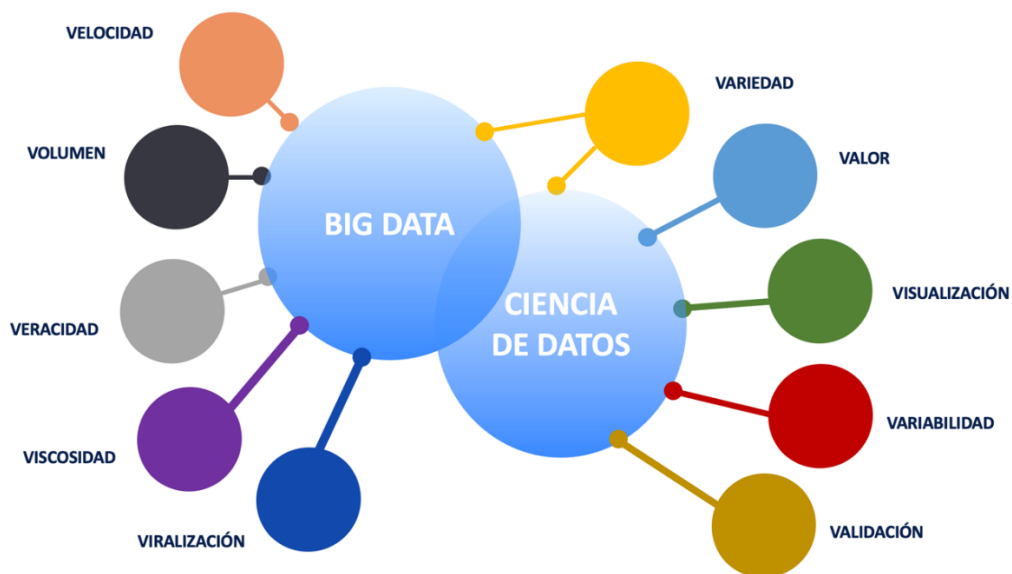 VELOCIDAD
VARIEDAD
VOLUMEN
VALOR
BIG DATA
VISUALIZACIÓN
CIENCIA
DE DATOS
VERACIDAD
VARIABILIDAD
VISCOSIDAD
VALIDACIÓN
VIRALIZACIÓN